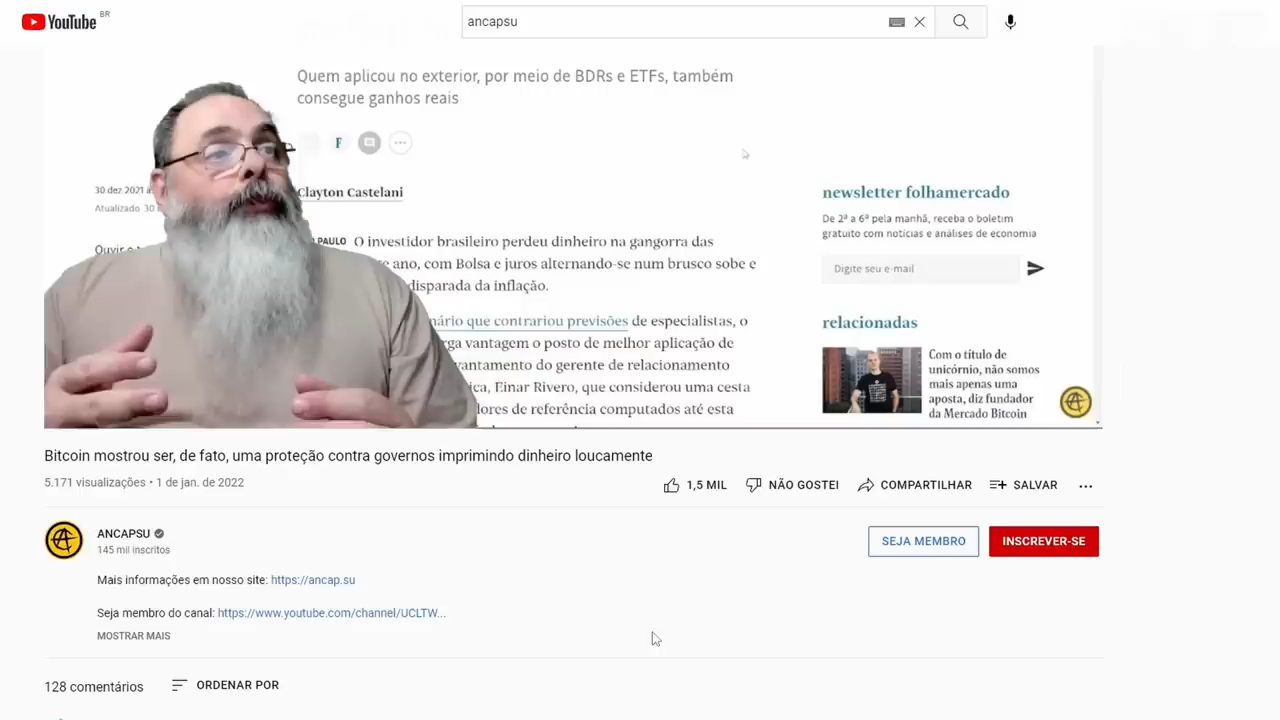 YouTube BR
ancapsu
Quem aplicou no exterior, por meio de BDRs e ETFs, também
consegue ganhos reais
F
30 dez 2021
Atualizado 30
Clayton Castelani
O investidor brasileiro perdeu dinheiro na gangorra das
ano, com Bolsa e juros alternando-se num brusco sobe e
disparada da inflação.
que contrariou previsões de especialistas, o
vantagem o posto de melhor aplicação de
do gerente de relacionamento
Einar Rivero, que considerou uma cesta
de referência computados até esta
newsletter folhamercado
De 2ª a 6ª pela manhã, receba o boletim
gratuito com notícias e análises de economia
Digite seu e-mail
relacionadas
Com o título de
unicórnio, não somos
mais apenas uma
aposta, diz fundador
da Mercado Bitcoin
Bitcoin mostrou ser, de fato, uma proteção contra governos imprimindo dinheiro loucamente
5.171 visualizações • 1 de jan. de 2022
1,5 MIL NÃO GOSTEI COMPARTILHAR SALVAR
ANCAPSU
145 mil inscritos
SEJA MEMBRO INSCREVER-SE
Mais informações em nosso site: https://ancap.su
Seja membro do canal: https://www.youtube.com/channel/UCLTW...
MOSTRAR MAIS
128 comentários ORDENAR POR